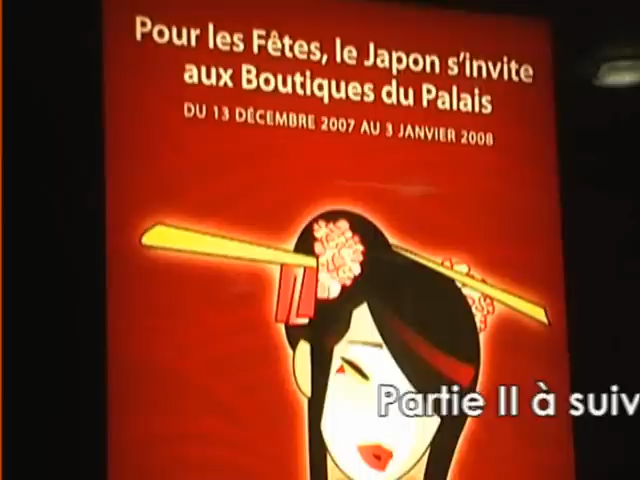 Pour les Fêtes, le Japon s'invite
aux Boutiques du Palais
DU 13 DÉCEMBRE 2007 AU 3 JANVIER 2008
Partie II à suiv